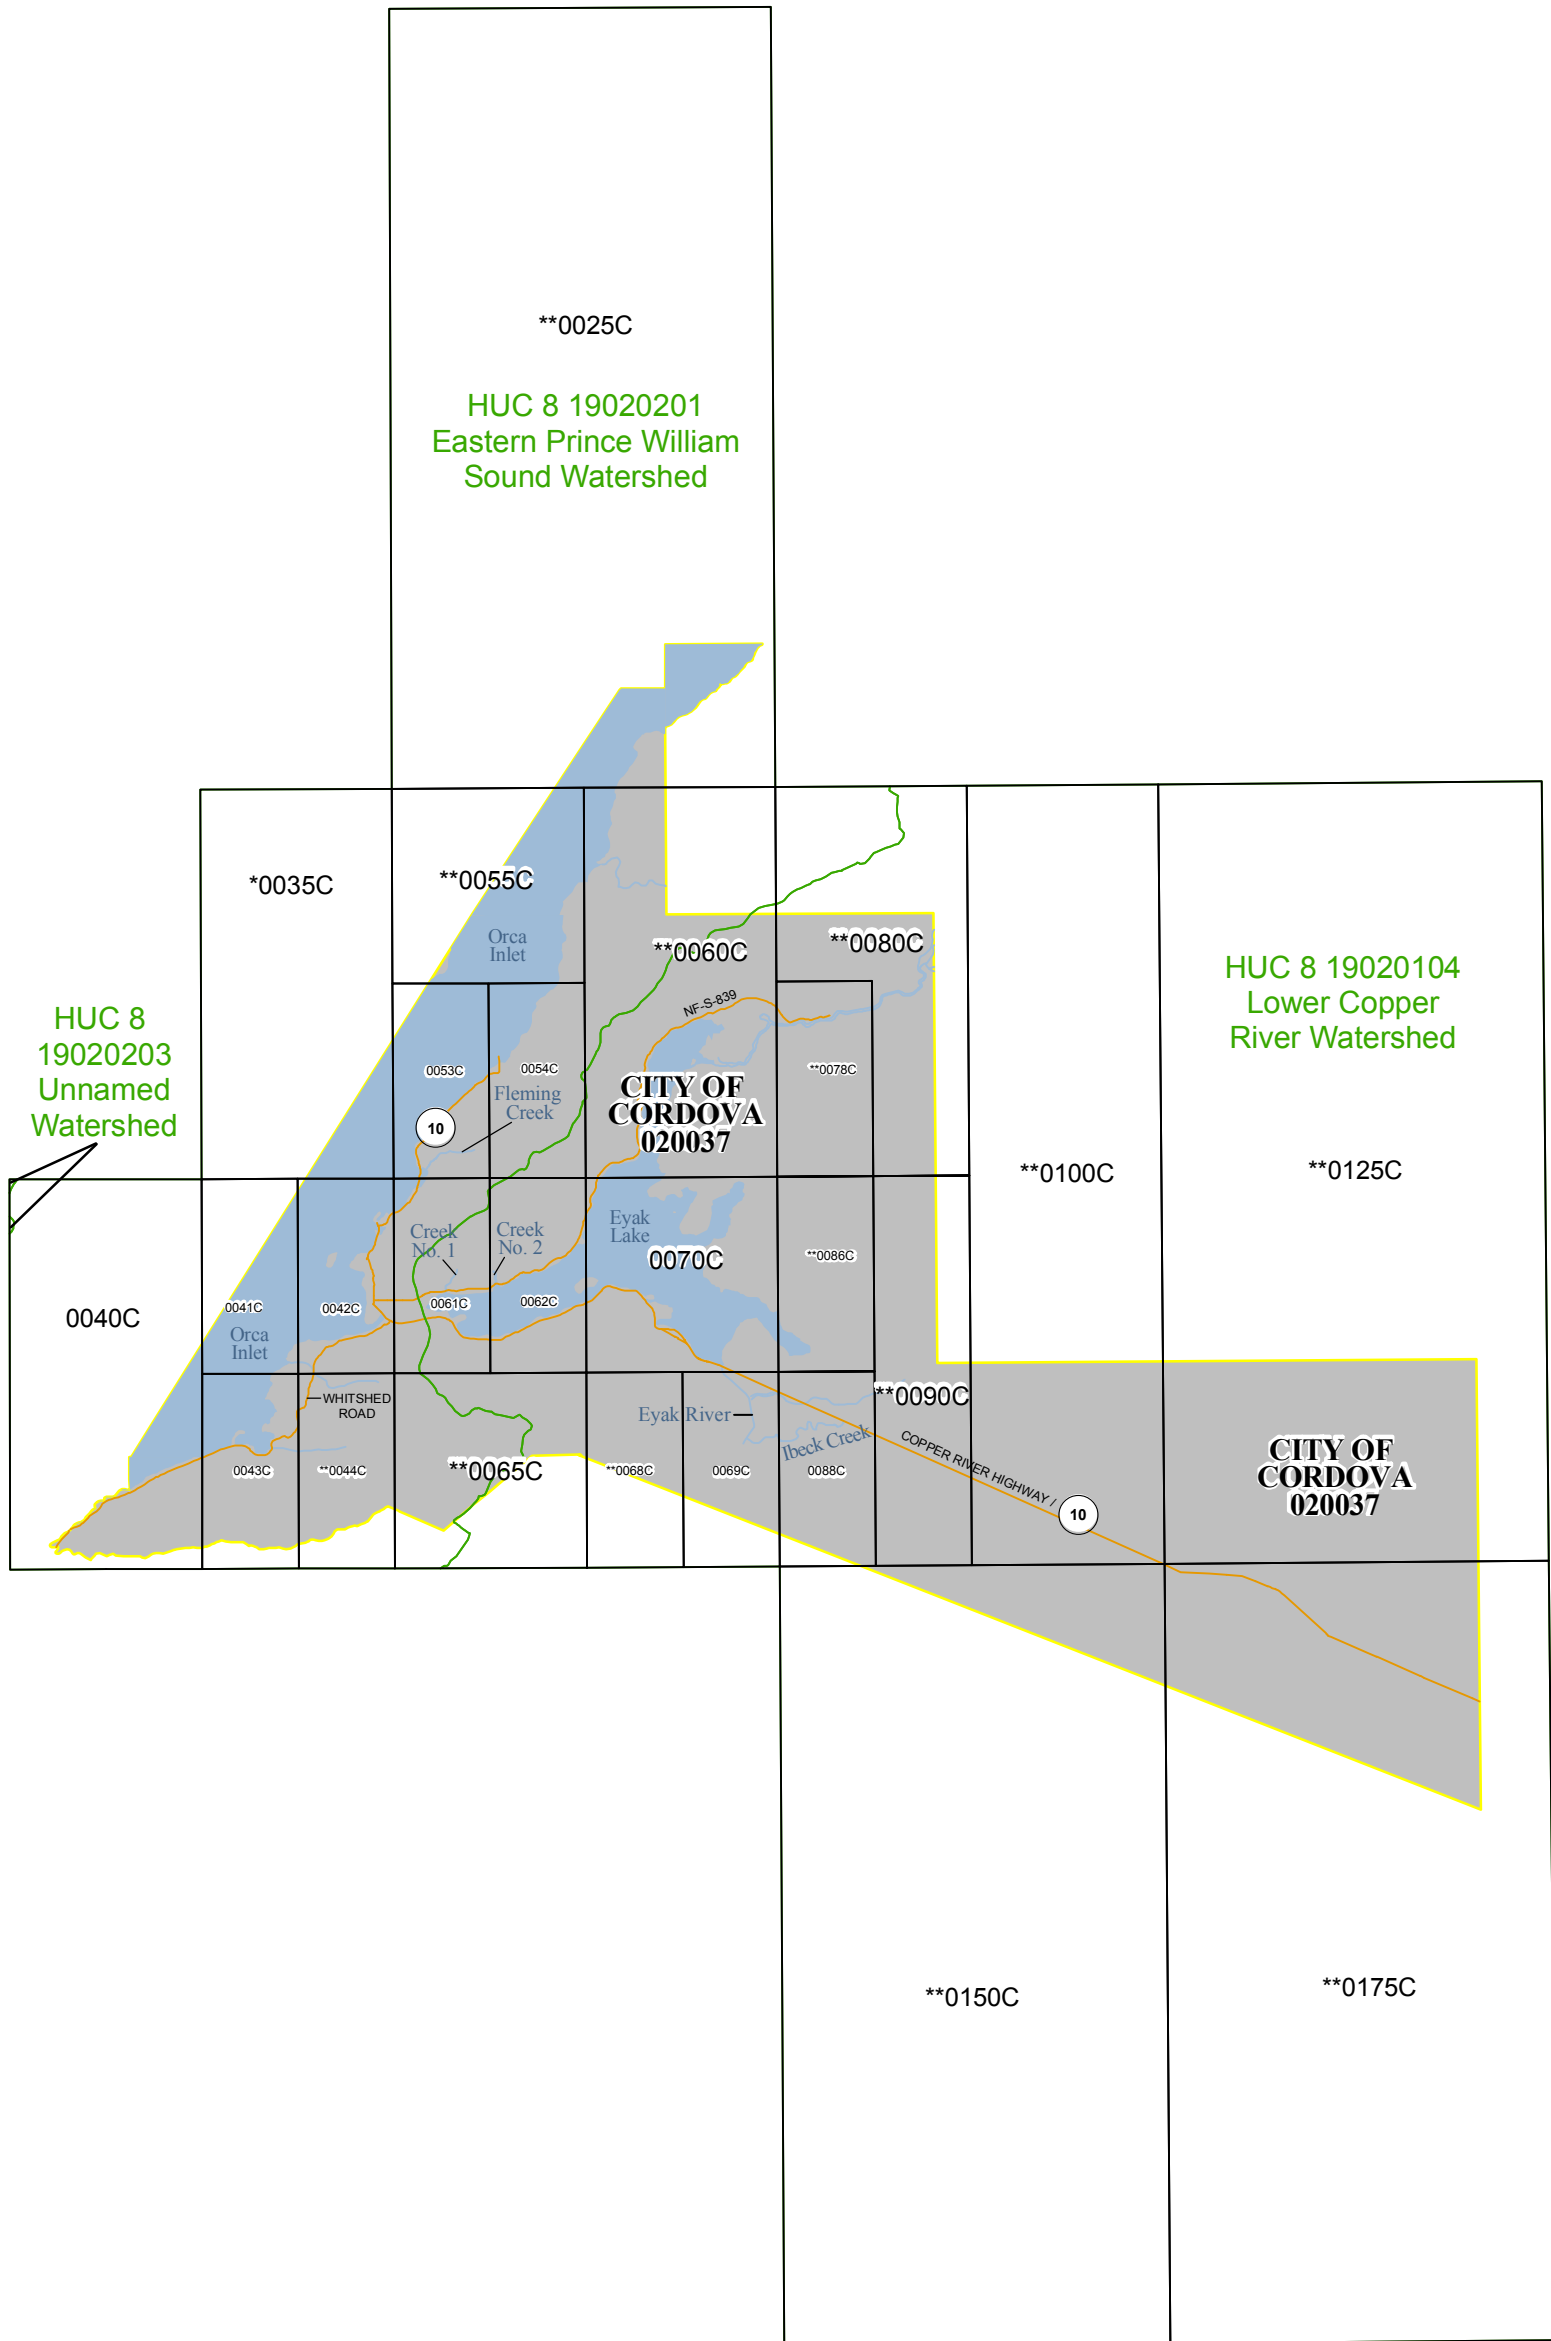 **0025C
HUC 8 19020201
Eastern Prince William
Sound Watershed
*0035C
**0055C
Orca
Inlet
**0060C
**0080C
HUC 8 19020104
Lower Copper
River Watershed
HUC 8
19020203
Unnamed
Watershed
NF-S-839
0053C
0054C
**0078C
Fleming
Creek
10
CITY OF
CORDOVA
020037
**0100C
**0125C
Creek
No. 1
Creek
No. 2
Eyak
Lake
0070C
**0086C
0040C
0041C
0042C
0061C
0062C
Orca
Inlet
WHITSHED
ROAD
Eyak River
Ibeck Creek
**0090C
COPPER RIVER HIGHWAY /
10
CITY OF
CORDOVA
020037
0043C
**0044C
**0065C
**0068C
0069C
0088C
**0150C
**0175C